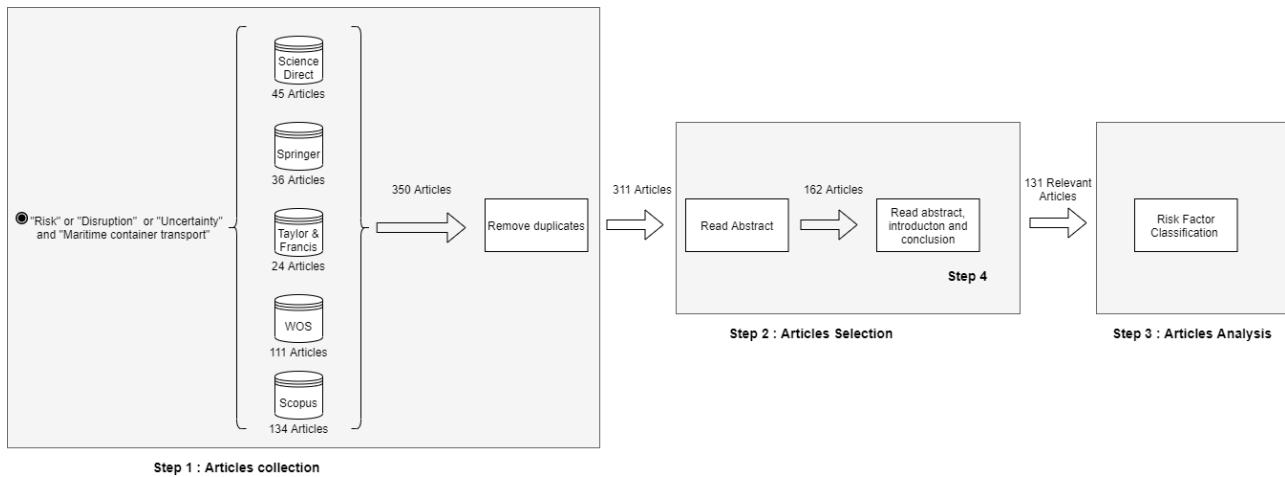 Science
Direct
45 Articles
Springer
36 Articles
"Risk" or "Disruption" or "Uncertainty"
and "Maritime container transport"
Taylor &
Francis
24 Articles
WOS
111 Articles
Scopus
134 Articles
350 Articles
Remove duplicates
Step 1 : Articles collection
311 Articles
Read Abstract
162 Articles
Read abstract,
introducton and
conclusion
Step 4
Step 2 : Articles Selection
131 Relevant
Articles
Risk Factor
Classification
Step 3 : Articles Analysis